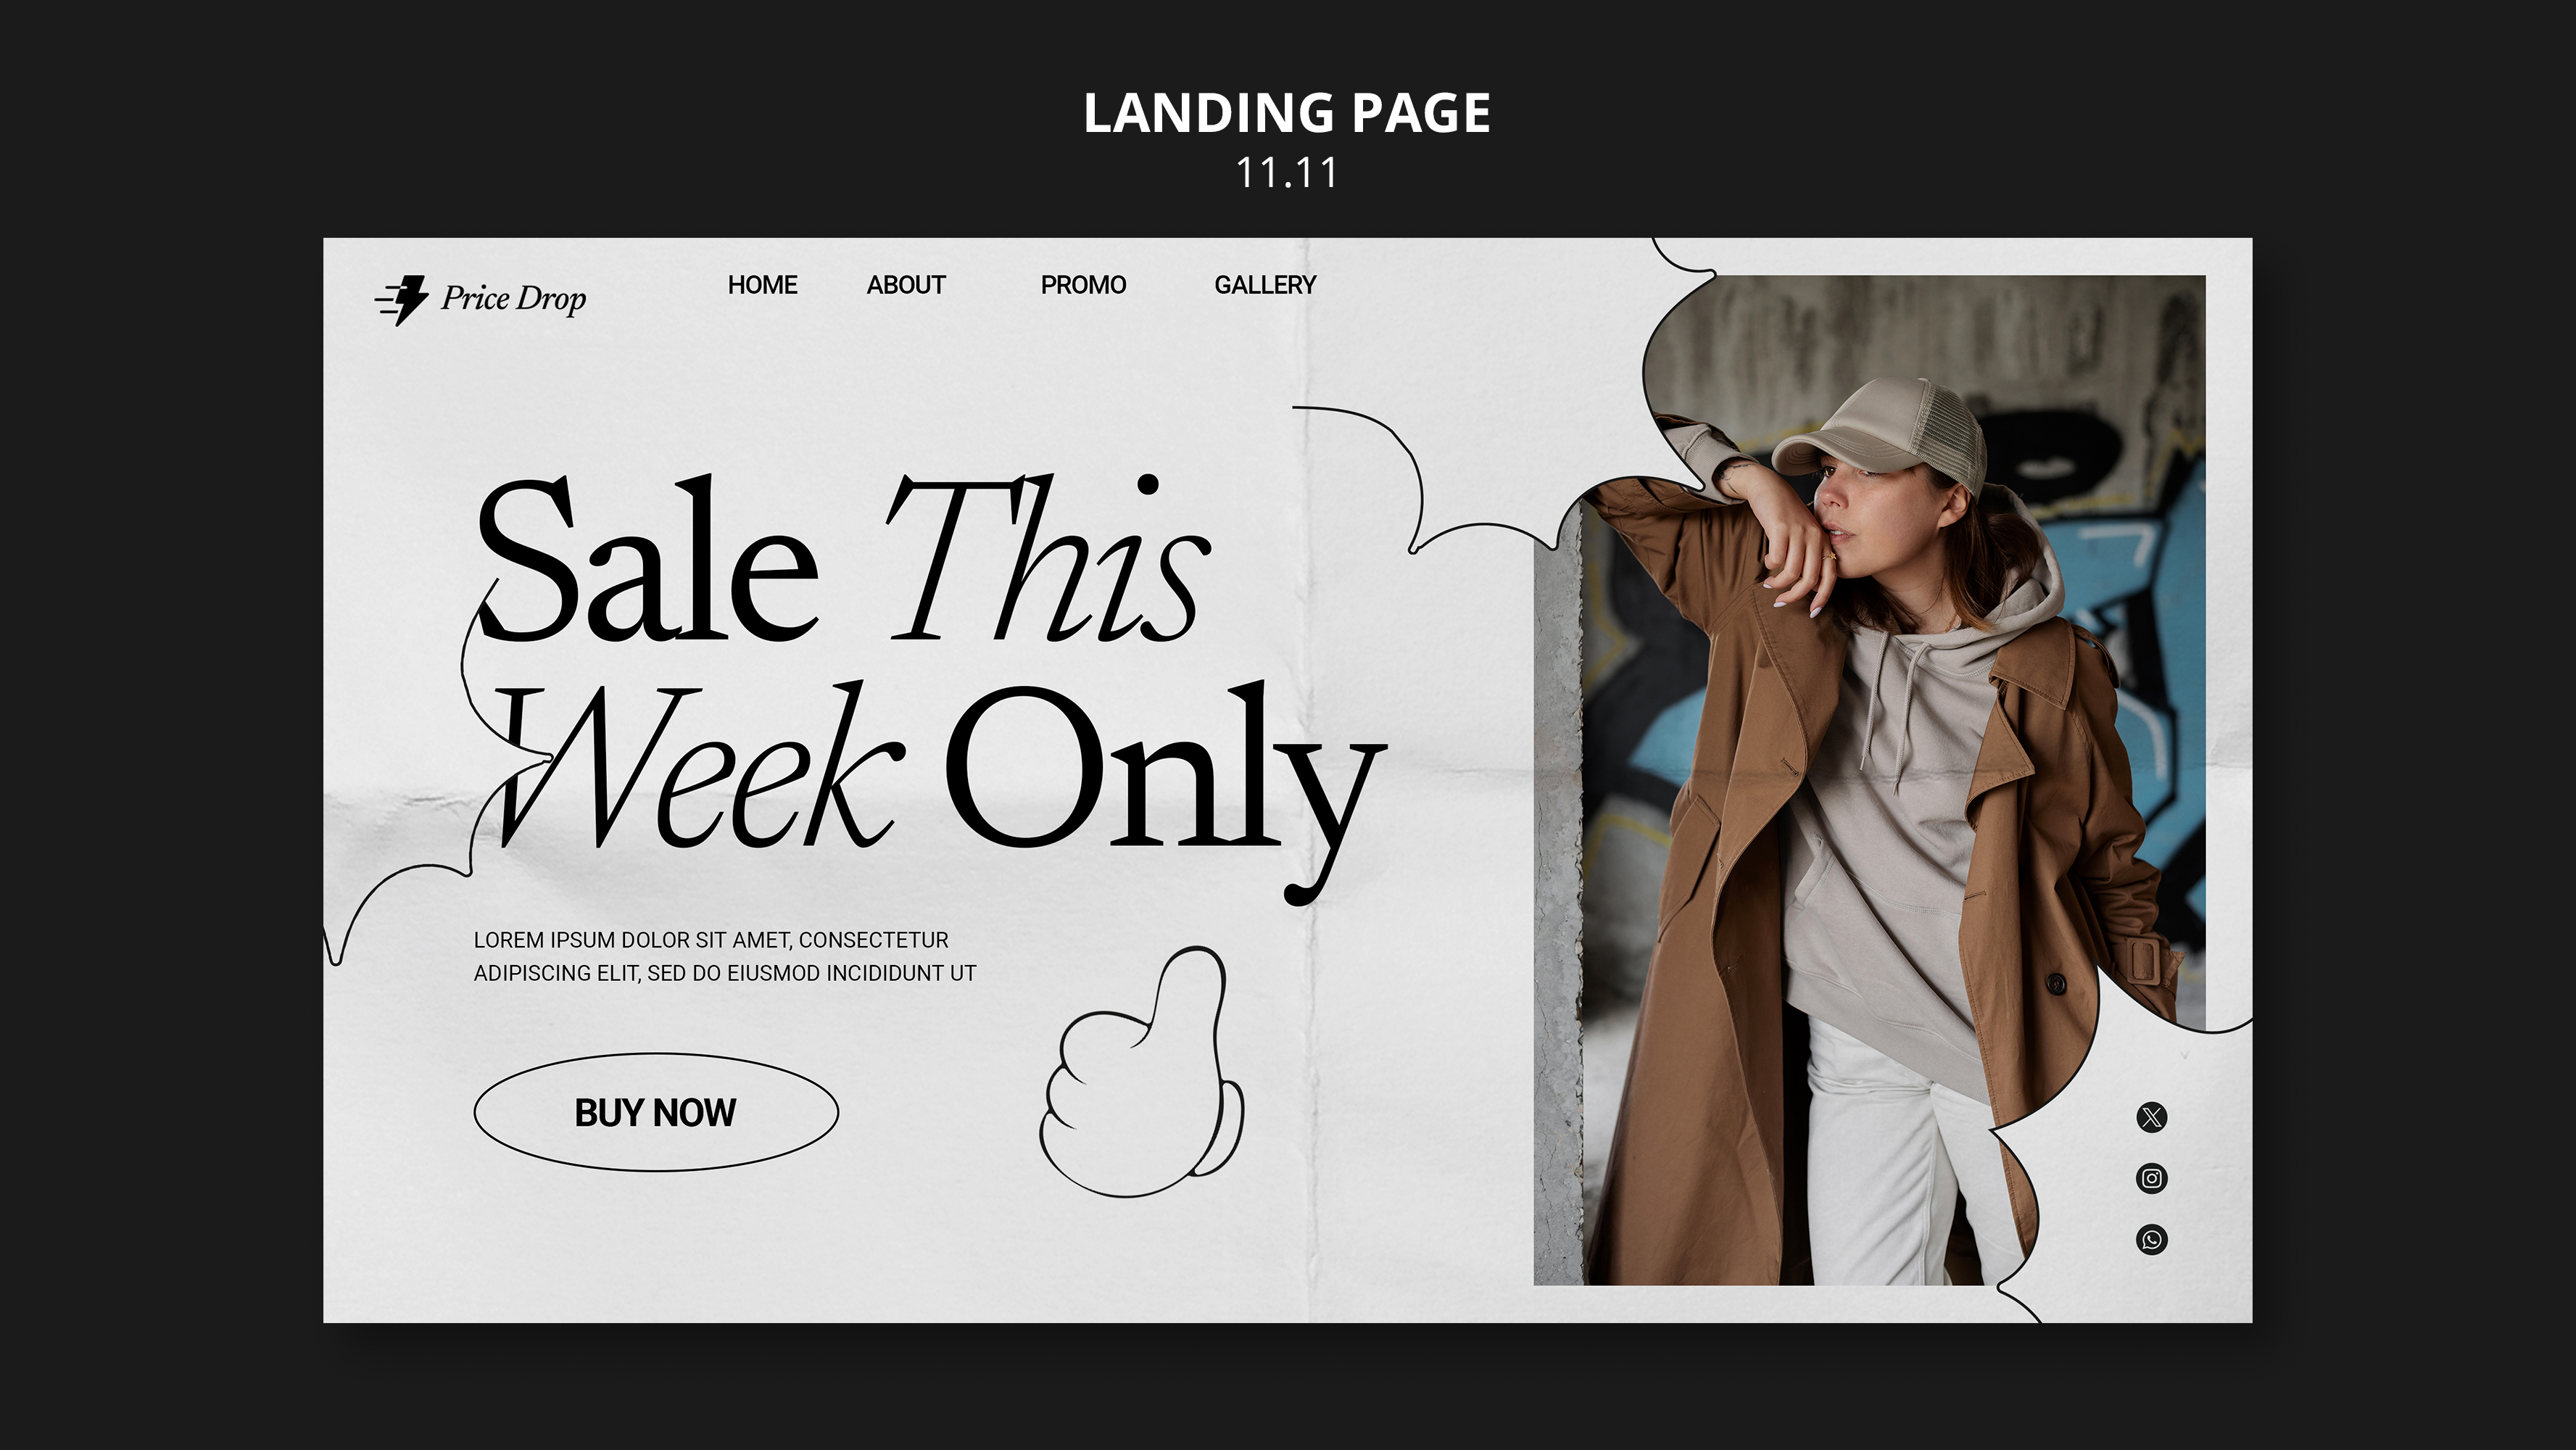 LANDING PAGE
11.11
Price Drop
HOME ABOUT PROMO GALLERY
Sale This
Week Only
LOREM IPSUM DOLOR SIT AMET, CONSECTETUR
ADIPISCING ELIT, SED DO EIUSMOD INCIDIDUNT UT
BUY NOW